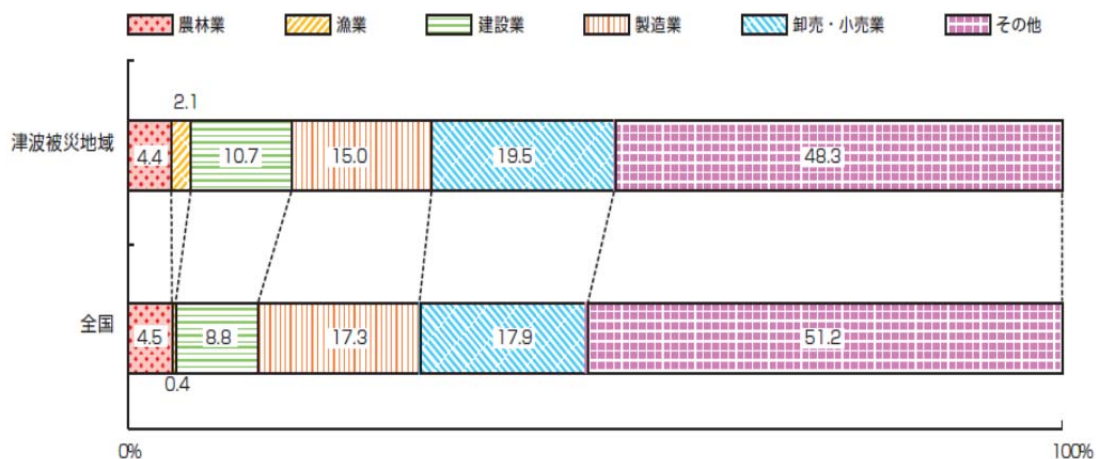 農林業 漁業 建設業 製造業 卸売・小売業 その他
2.1
津波被災地域 4.4 10.7 15.0 19.5 48.3
全国 4.5 8.8 17.3 17.9 51.2
0.4
0% 100%